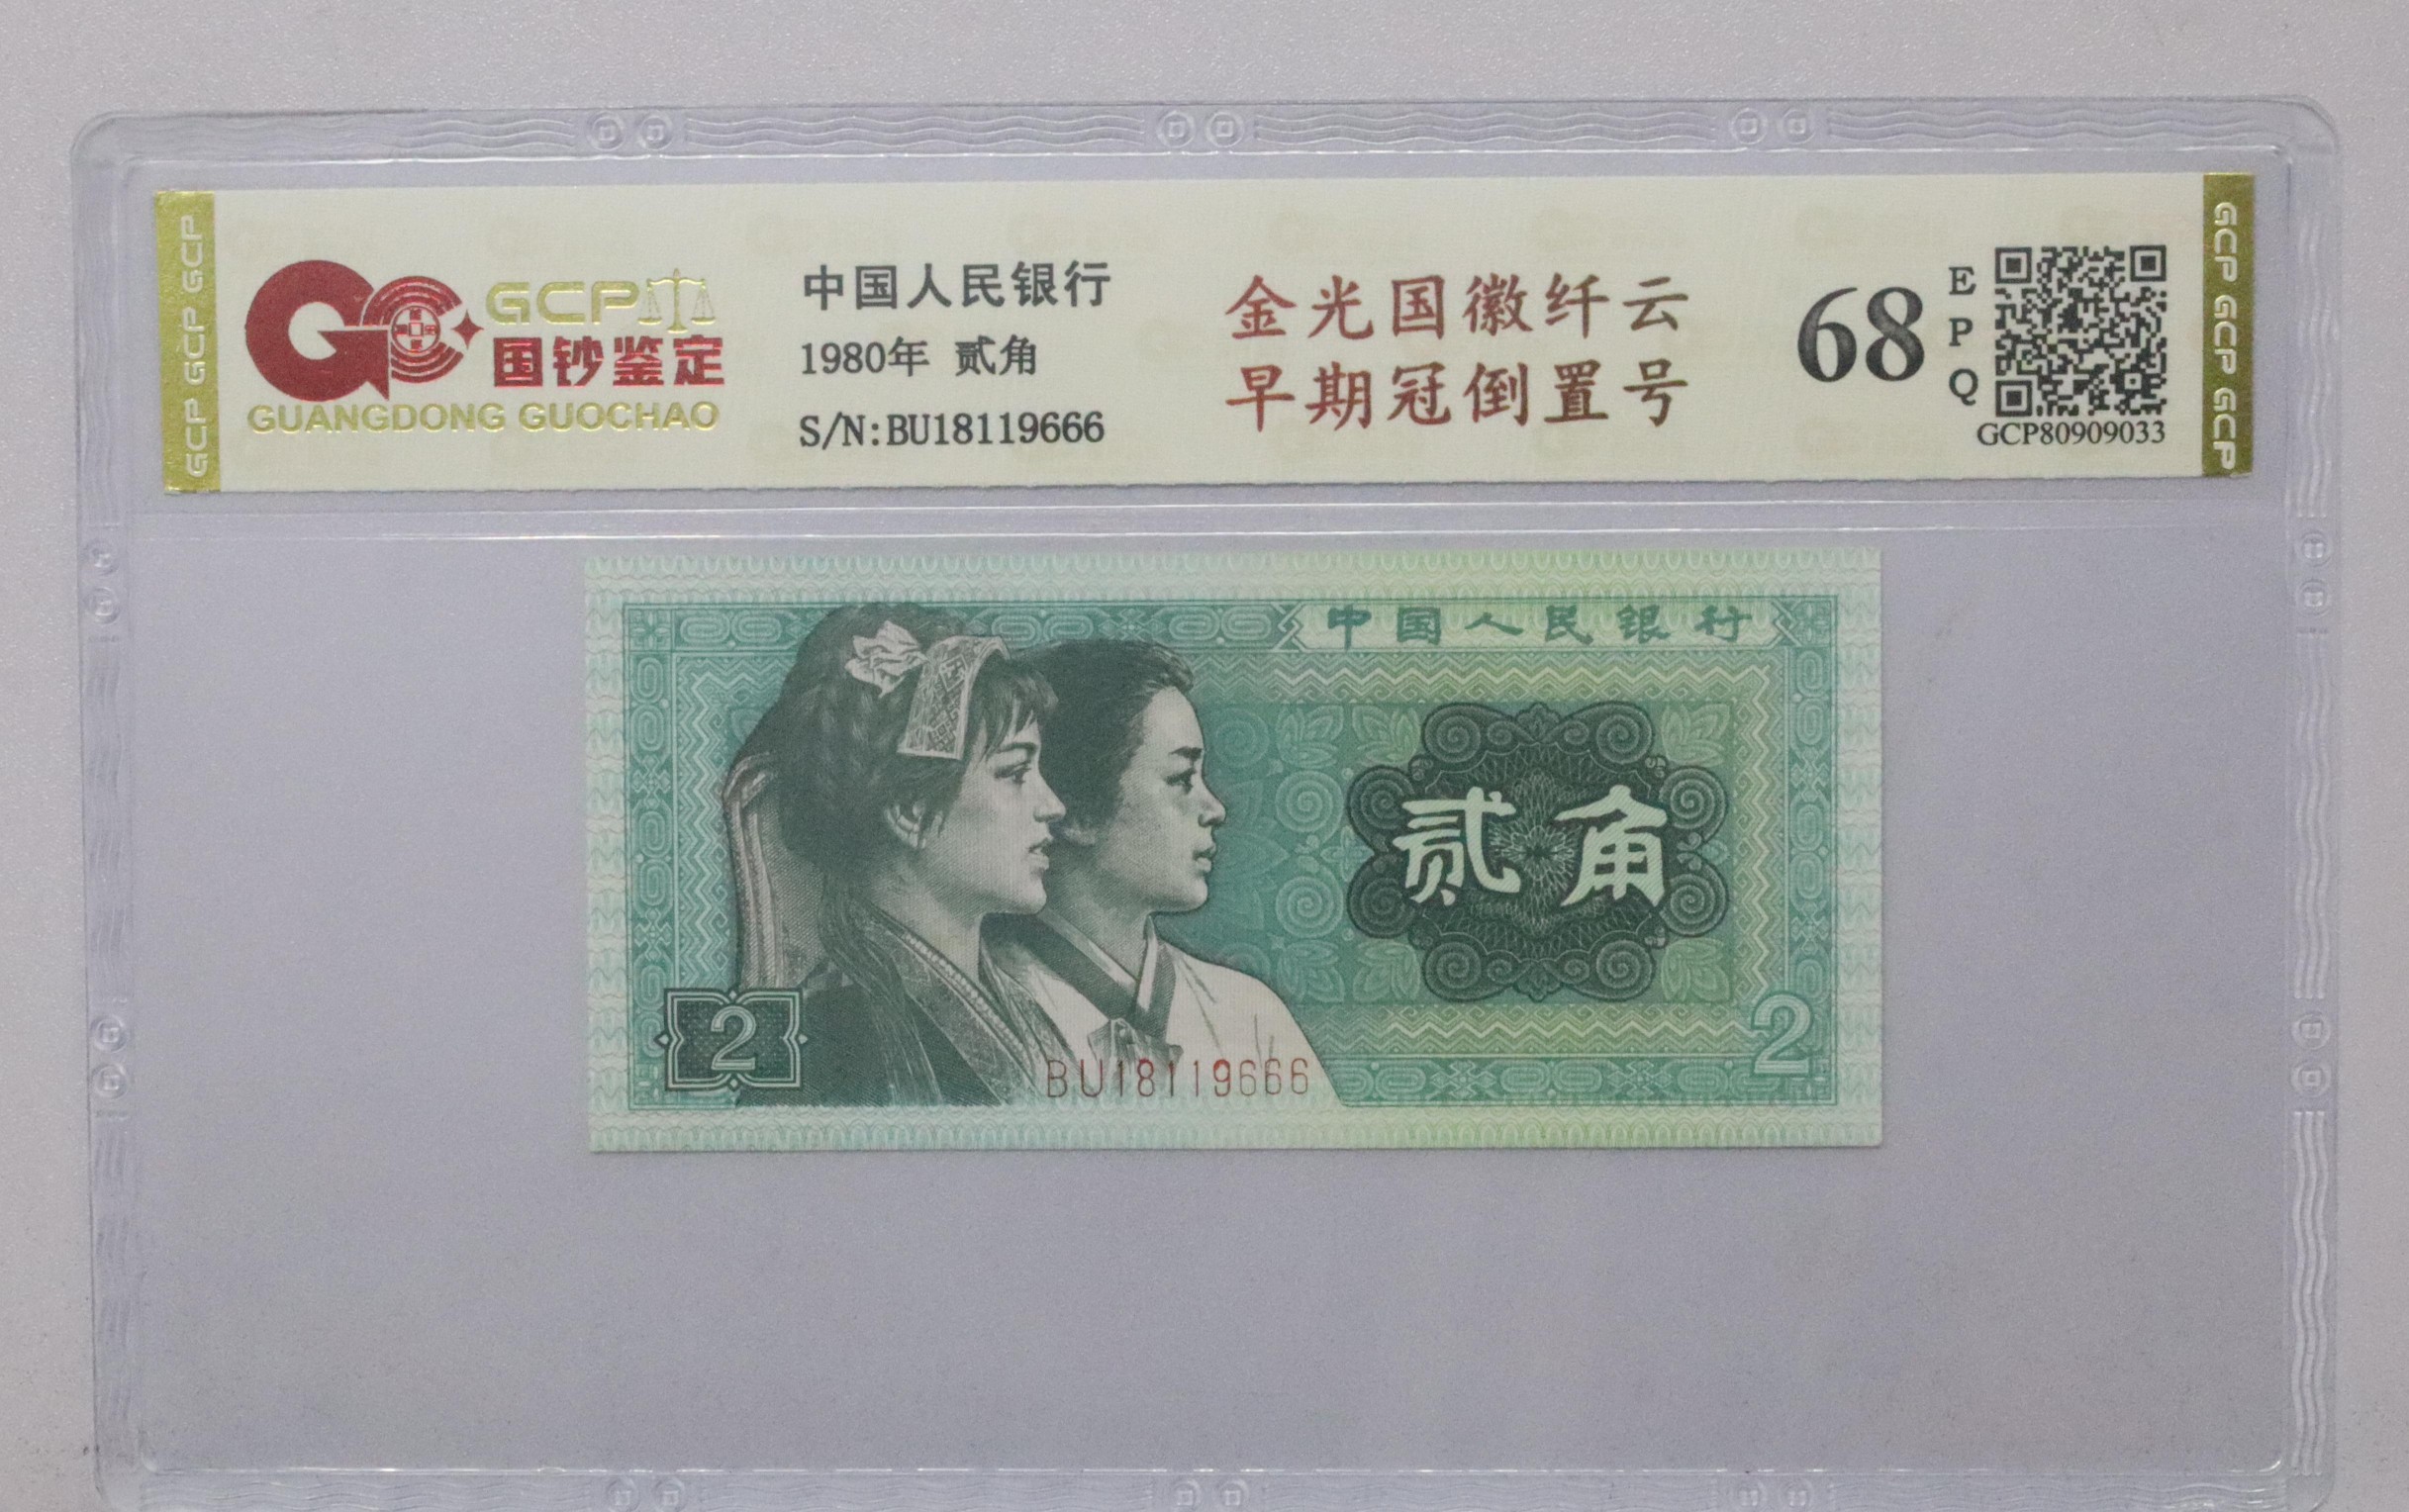 GCP
国钞鉴定
GUANGDONG GUOCHAO
中国人民银行
1980年 贰角
S/N:BU18119666
金光国徽纤云
早期冠倒置号
68
EPQ
GCP80909033
GCP GCP GCP
GCP GCP GCP
中国人民银行
贰角
2
2
BU18119666